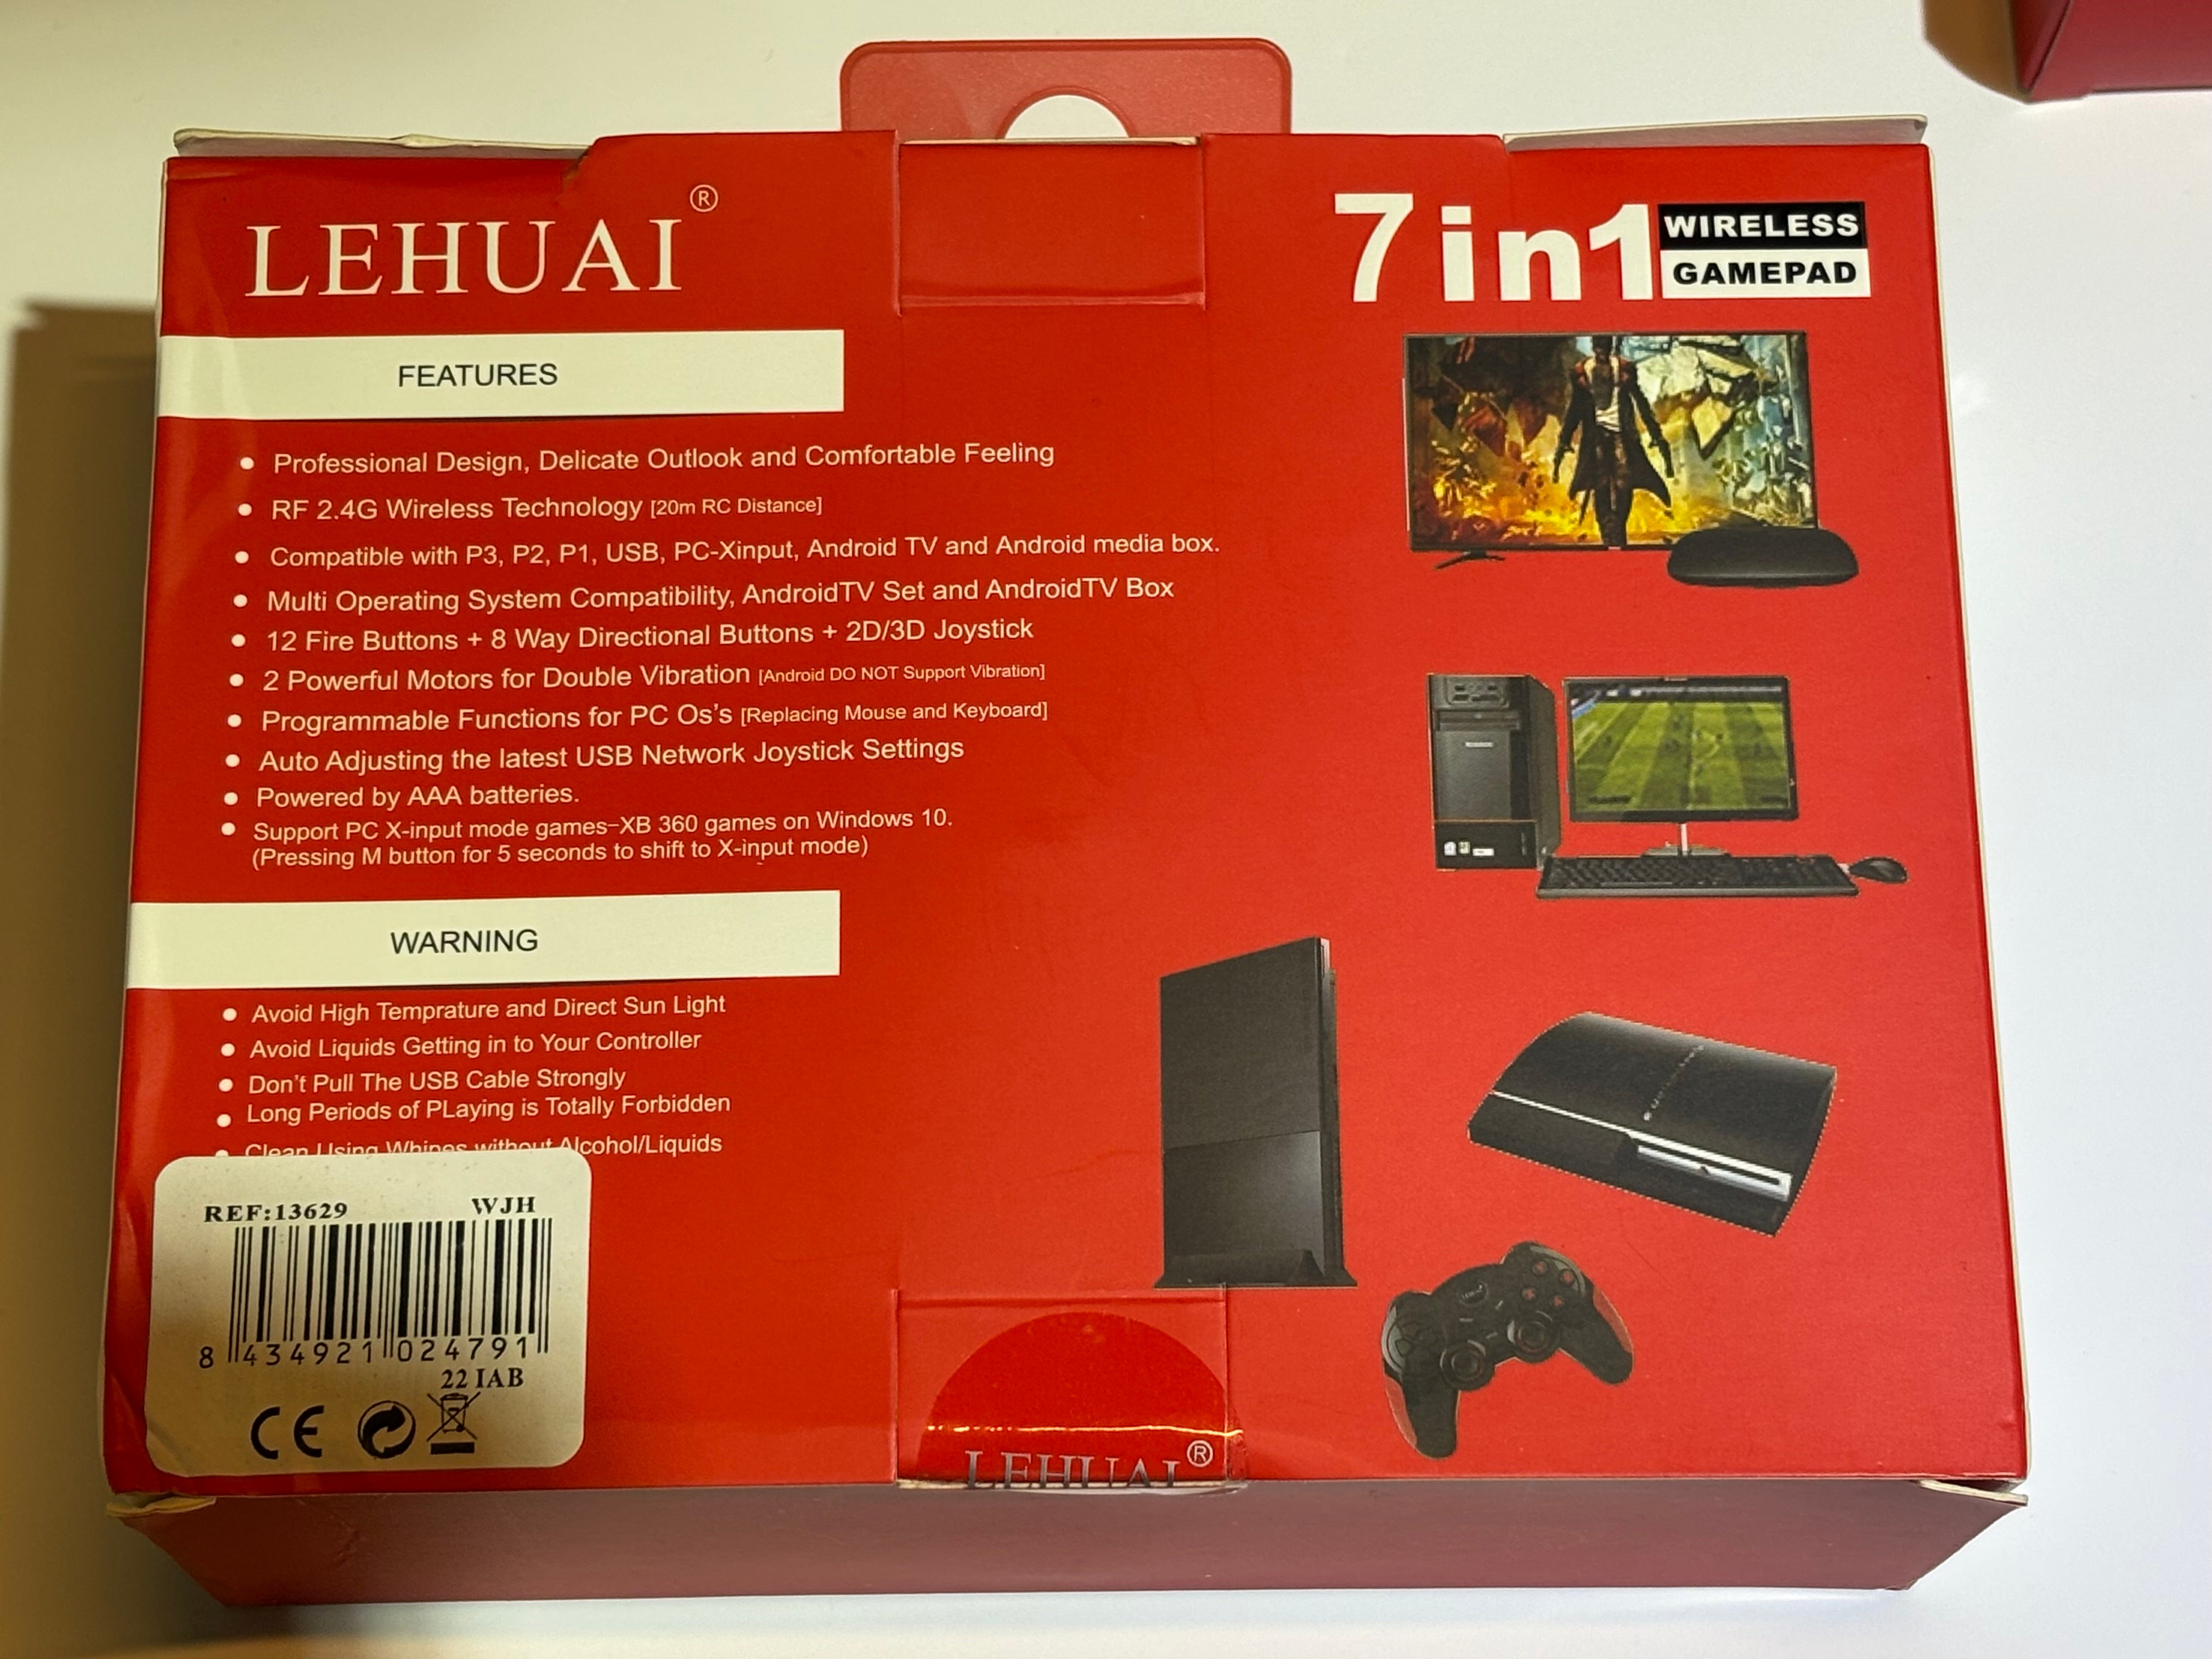 LEHUAI®
7in1 WIRELESS
GAMEPAD
FEATURES
Professional Design, Delicate Outlook and Comfortable Feeling
RF 2.4G Wireless Technology [20m RC Distance]
Compatible with P3, P2, P1, USB, PC-Xinput, Android TV and Android media box.
Multi Operating System Compatibility, AndroidTV Set and AndroidTV Box
12 Fire Buttons + 8 Way Directional Buttons + 2D/3D Joystick
2 Powerful Motors for Double Vibration [Android DO NOT Support Vibration]
Programmable Functions for PC Os's [Replacing Mouse and Keyboard]
Auto Adjusting the latest USB Network Joystick Settings
Powered by AAA batteries.
Support PC X-input mode games-XB 360 games on Windows 10.
(Pressing M button for 5 seconds to shift to X-input mode)
WARNING
Avoid High Temprature and Direct Sun Light
Avoid Liquids Getting in to Your Controller
Don't Pull The USB Cable Strongly
Long Periods of PLaying is Totally Forbidden
Clean Using Whipes without Alcohol/Liquids
REF:13629 WJH
8 434921 024791
22 IAB
CE
LEHUAI®